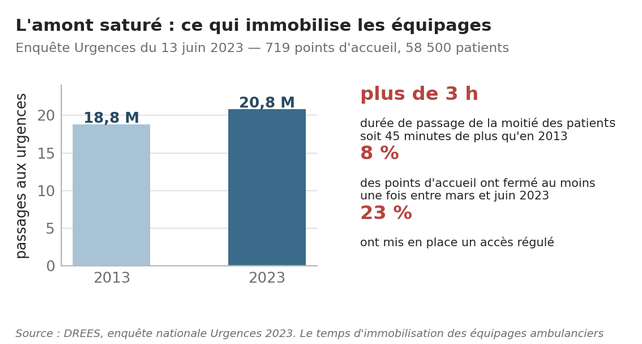 L'amont saturé : ce qui immobilise les équipages
Enquête Urgences du 13 juin 2023 — 719 points d'accueil, 58 500 patients
passages aux urgences
20
15
10
5
0
18,8 M
20,8 M
2013
2023
plus de 3 h
durée de passage de la moitié des patients
soit 45 minutes de plus qu'en 2013
8 %
des points d'accueil ont fermé au moins
une fois entre mars et juin 2023
23 %
ont mis en place un accès régulé
Source : DREES, enquête nationale Urgences 2023. Le temps d'immobilisation des équipages ambulanciers